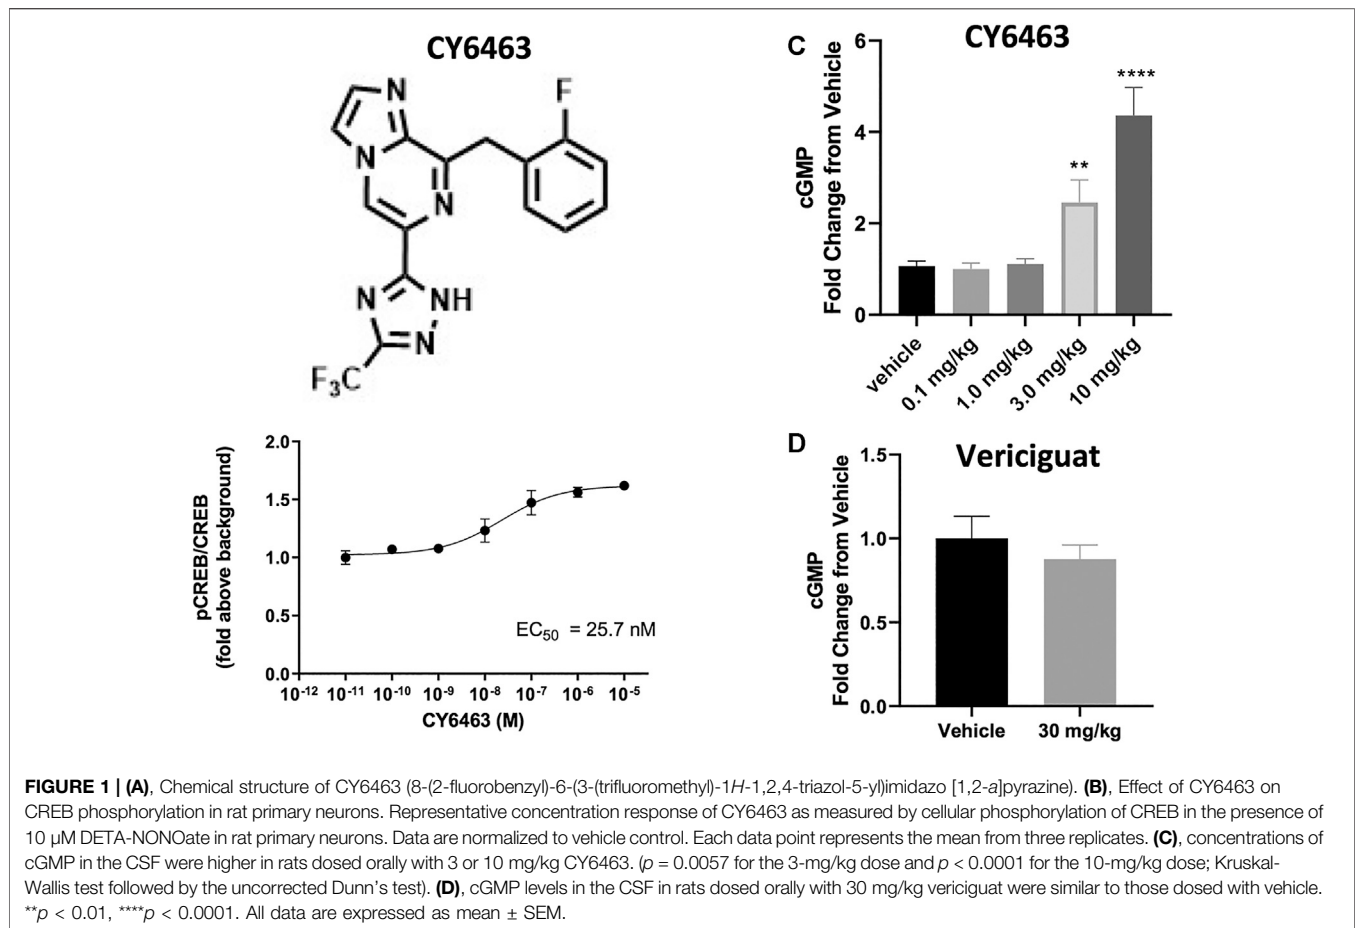 CY6463
N
F
N
N
N
NH
N
F3C
2.0
1.5
1.0
0.5
0.0
pCREB/CREB
(fold above background)
EC50 = 25.7 nM
10-12 10-11 10-10 10-9 10-8 10-7 10-6 10-5
CY6463 (M)
C
CY6463
6
4
2
0
cGMP
Fold Change from Vehicle
**
****
vehicle
0.1 mg/kg
1.0 mg/kg
3.0 mg/kg
10 mg/kg
D
Vericiguat
1.5
1.0
0.5
0.0
cGMP
Fold Change from Vehicle
Vehicle 30 mg/kg
FIGURE 1 | (A), Chemical structure of CY6463 (8-(2-fluorobenzyl)-6-(3-(trifluoromethyl)-1H-1,2,4-triazol-5-yl)imidazo [1,2-a]pyrazine). (B), Effect of CY6463 on
CREB phosphorylation in rat primary neurons. Representative concentration response of CY6463 as measured by cellular phosphorylation of CREB in the presence of
10 µM DETA-NONOate in rat primary neurons. Data are normalized to vehicle control. Each data point represents the mean from three replicates. (C), concentrations of
cGMP in the CSF were higher in rats dosed orally with 3 or 10 mg/kg CY6463. (p = 0.0057 for the 3-mg/kg dose and p < 0.0001 for the 10-mg/kg dose; Kruskal-
Wallis test followed by the uncorrected Dunn's test). (D), cGMP levels in the CSF in rats dosed orally with 30 mg/kg vericiguat were similar to those dosed with vehicle.
**p < 0.01, ****p < 0.0001. All data are expressed as mean ± SEM.